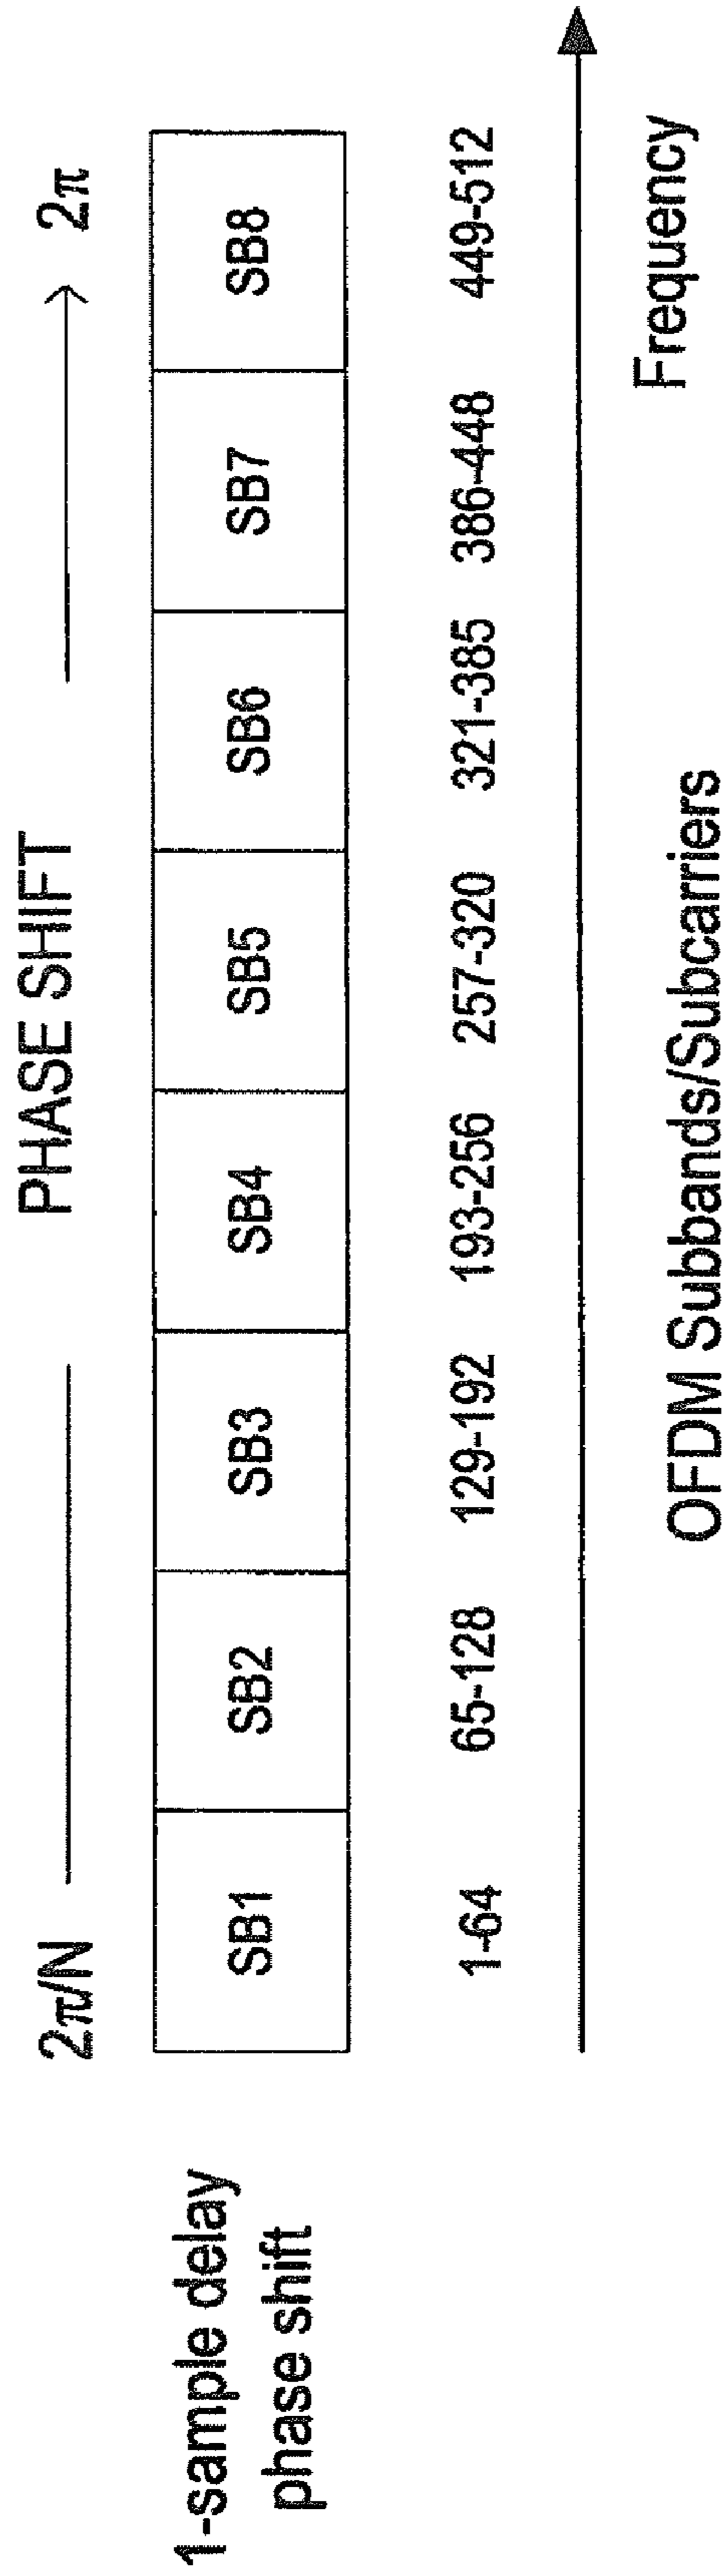 PHASE SHIFT
2π/N 2π
1-sample delay
phase shift
SB1 SB2 SB3 SB4 SB5 SB6 SB7 SB8
1-64 65-128 129-192 193-256 257-320 321-385 386-448 449-512
Frequency
OFDM Subbands/Subcarriers